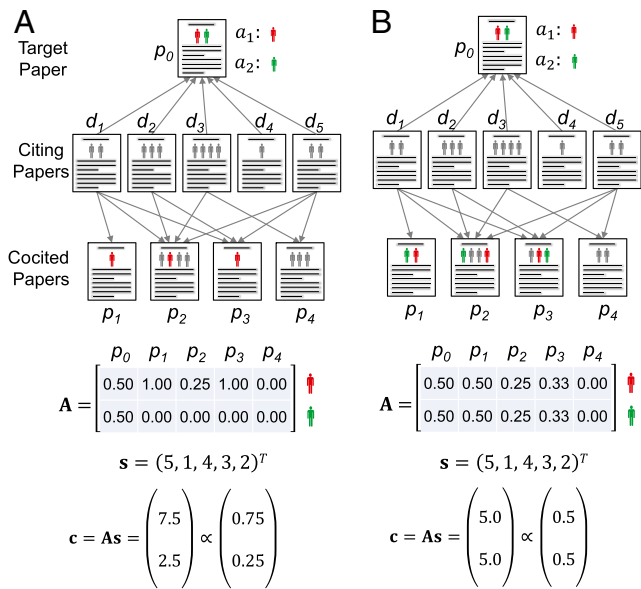 A
Target
Paper
p0
a1:
a2:
d1 d2 d3 d4 d5
Citing
Papers
Cocited
Papers
p1 p2 p3 p4
p0 p1 p2 p3 p4
A = [0.50 1.00 0.25 1.00 0.00
0.50 0.00 0.00 0.00 0.00]
s = (5, 1, 4, 3, 2)^T
c = As = (7.5 2.5) ∝ (0.75 0.25)
B
p0
a1:
a2:
d1 d2 d3 d4 d5
p1 p2 p3 p4
p0 p1 p2 p3 p4
A = [0.50 0.50 0.25 0.33 0.00
0.50 0.50 0.25 0.33 0.00]
s = (5, 1, 4, 3, 2)^T
c = As = (5.0 5.0) ∝ (0.5 0.5)